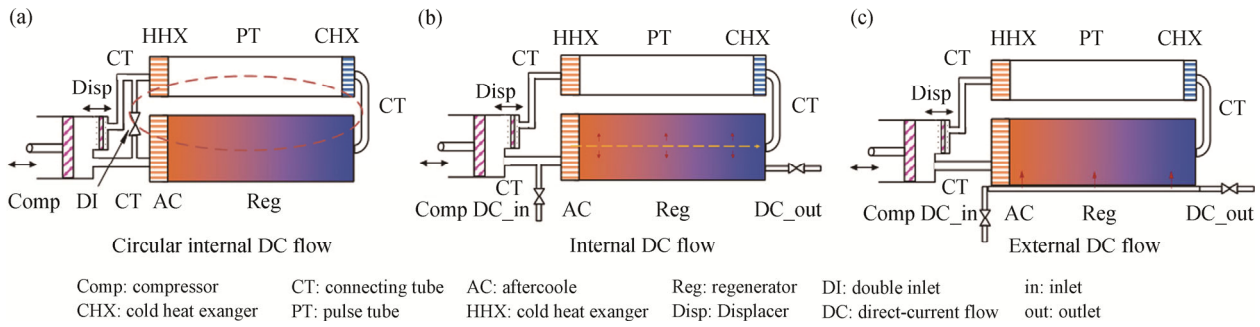 (a)
HHX PT CHX
CT
Disp
CT
Comp DI CT AC Reg
Circular internal DC flow
(b)
HHX PT CHX
CT
Disp
CT
CT
Comp DC_in AC Reg DC_out
Internal DC flow
(c)
HHX PT CHX
CT
Disp
CT
CT
Comp DC_in AC Reg DC_out
External DC flow
Comp: compressor CT: connecting tube AC: aftercoole Reg: regenerator DI: double inlet in: inlet
CHX: cold heat exanger PT: pulse tube HHX: cold heat exanger Disp: Displacer DC: direct-current flow out: outlet